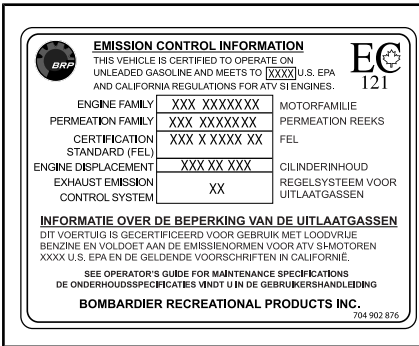 BRP
EMISSION CONTROL INFORMATION
THIS VEHICLE IS CERTIFIED TO OPERATE ON
UNLEADED GASOLINE AND MEETS TO XXXX U.S. EPA
AND CALIFORNIA REGULATIONS FOR ATV SI ENGINES.
EC
121
ENGINE FAMILY XXX XXXXXXX MOTORFAMILIE
PERMEATION FAMILY XXX XXXXXXX PERMEATION REEKS
CERTIFICATION XXX X XXXX XX FEL
STANDARD (FEL)
ENGINE DISPLACEMENT XXX XX XXX CILINDERINHOUD
EXHAUST EMISSION XX REGELSYSTEEM VOOR
CONTROL SYSTEM UITLAATGASSEN
INFORMATIE OVER DE BEPERKING VAN DE UITLAATGASSEN
DIT VOERTUIG IS GECERTIFICEERD VOOR GEBRUIK MET LOODVRIJE
BENZINE EN VOLDOET AAN DE EMISSIENORMEN VOOR ATV SI-MOTOREN
XXXX U.S. EPA EN DE GELDENDE VOORSCHRIFTEN IN CALIFORNIË.
SEE OPERATOR'S GUIDE FOR MAINTENANCE SPECIFICATIONS
DE ONDERHOUDSSPECIFICATIES VINDT U IN DE GEBRUIKERSHANDLEIDING
BOMBARDIER RECREATIONAL PRODUCTS INC.
704 902 876